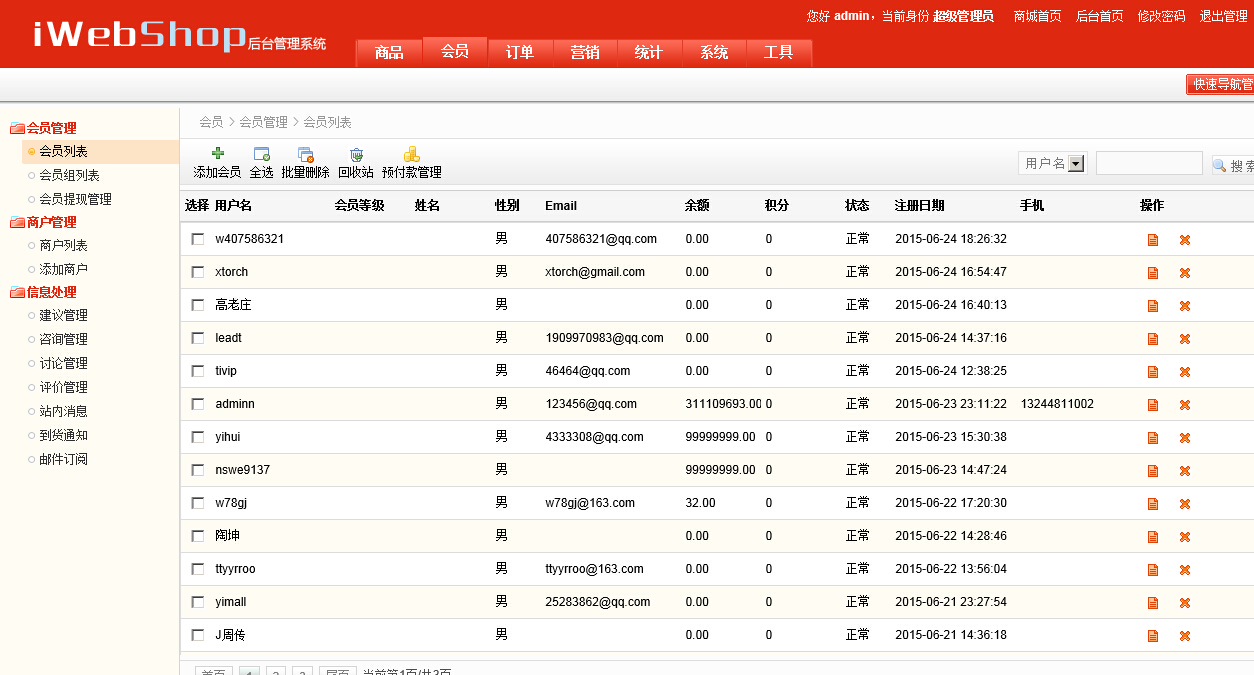 您好 admin，当前身份 超级管理员 商城首页 后台首页 修改密码 退出管理
iWebShop后台管理系统
商品 会员 订单 营销 统计 系统 工具
快速导航管
会员管理
会员列表
会员组列表
会员提现管理
商户管理
商户列表
添加商户
信息处理
建议管理
咨询管理
讨论管理
评价管理
站内消息
到货通知
邮件订阅
会员 > 会员管理 > 会员列表
添加会员 全选 批量删除 回收站 预付款管理
用户名 搜索
选择 用户名 会员等级 姓名 性别 Email 余额 积分 状态 注册日期 手机 操作
w407586321 男 407586321@qq.com 0.00 0 正常 2015-06-24 18:26:32
xtorch 男 xtorch@gmail.com 0.00 0 正常 2015-06-24 16:54:47
高老庄 男 0.00 0 正常 2015-06-24 16:40:13
leadt 男 1909970983@qq.com 0.00 0 正常 2015-06-24 14:37:16
tivip 男 46464@qq.com 0.00 0 正常 2015-06-24 12:38:25
adminn 男 123456@qq.com 311109693.00 0 正常 2015-06-23 23:11:22 13244811002
yihui 男 4333308@qq.com 99999999.00 0 正常 2015-06-23 15:30:38
nswe9137 男 99999999.00 0 正常 2015-06-23 14:47:24
w78gj 男 w78gj@163.com 32.00 0 正常 2015-06-22 17:20:30
陶坤 男 0.00 0 正常 2015-06-22 14:28:46
ttyyrroo 男 ttyyrroo@163.com 0.00 0 正常 2015-06-22 13:56:04
yimall 男 25283862@qq.com 0.00 0 正常 2015-06-21 23:27:54
J周传 男 0.00 0 正常 2015-06-21 14:36:18
首页 1 2 3 尾页 当前第1页/共3页